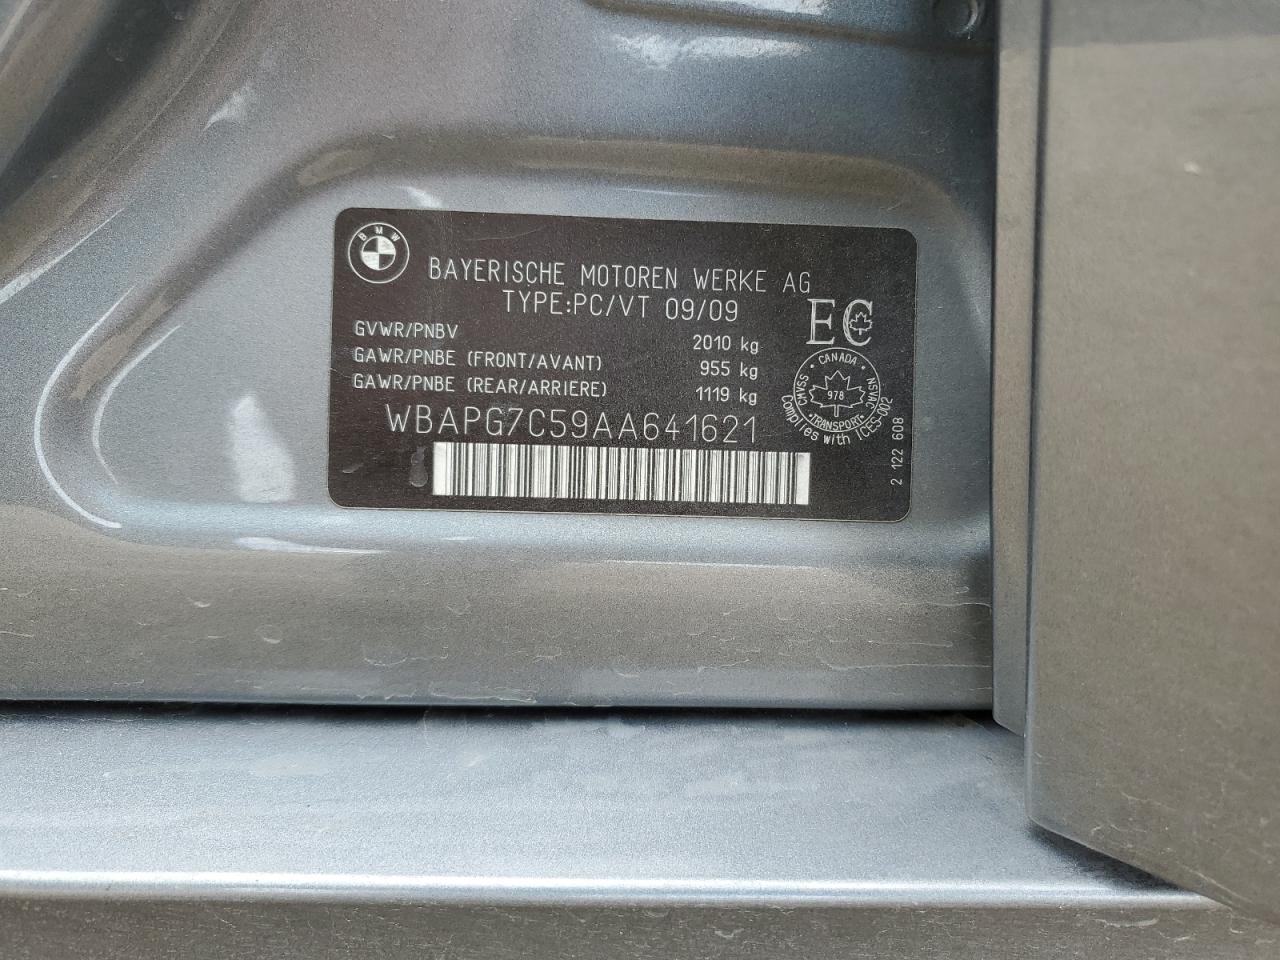 BMW
BAYERISCHE MOTOREN WERKE AG
TYPE:PC/VT 09/09
GVWR/PNBV 2010 kg
GAWR/PNBE (FRONT/AVANT) 955 kg
GAWR/PNBE (REAR/ARRIERE) 1119 kg
WBAPG7C59AA641621
EC
CANADA
CMVSS
NSVAC
978
TRANSPORT
Complies with ICES-002
2 122 608